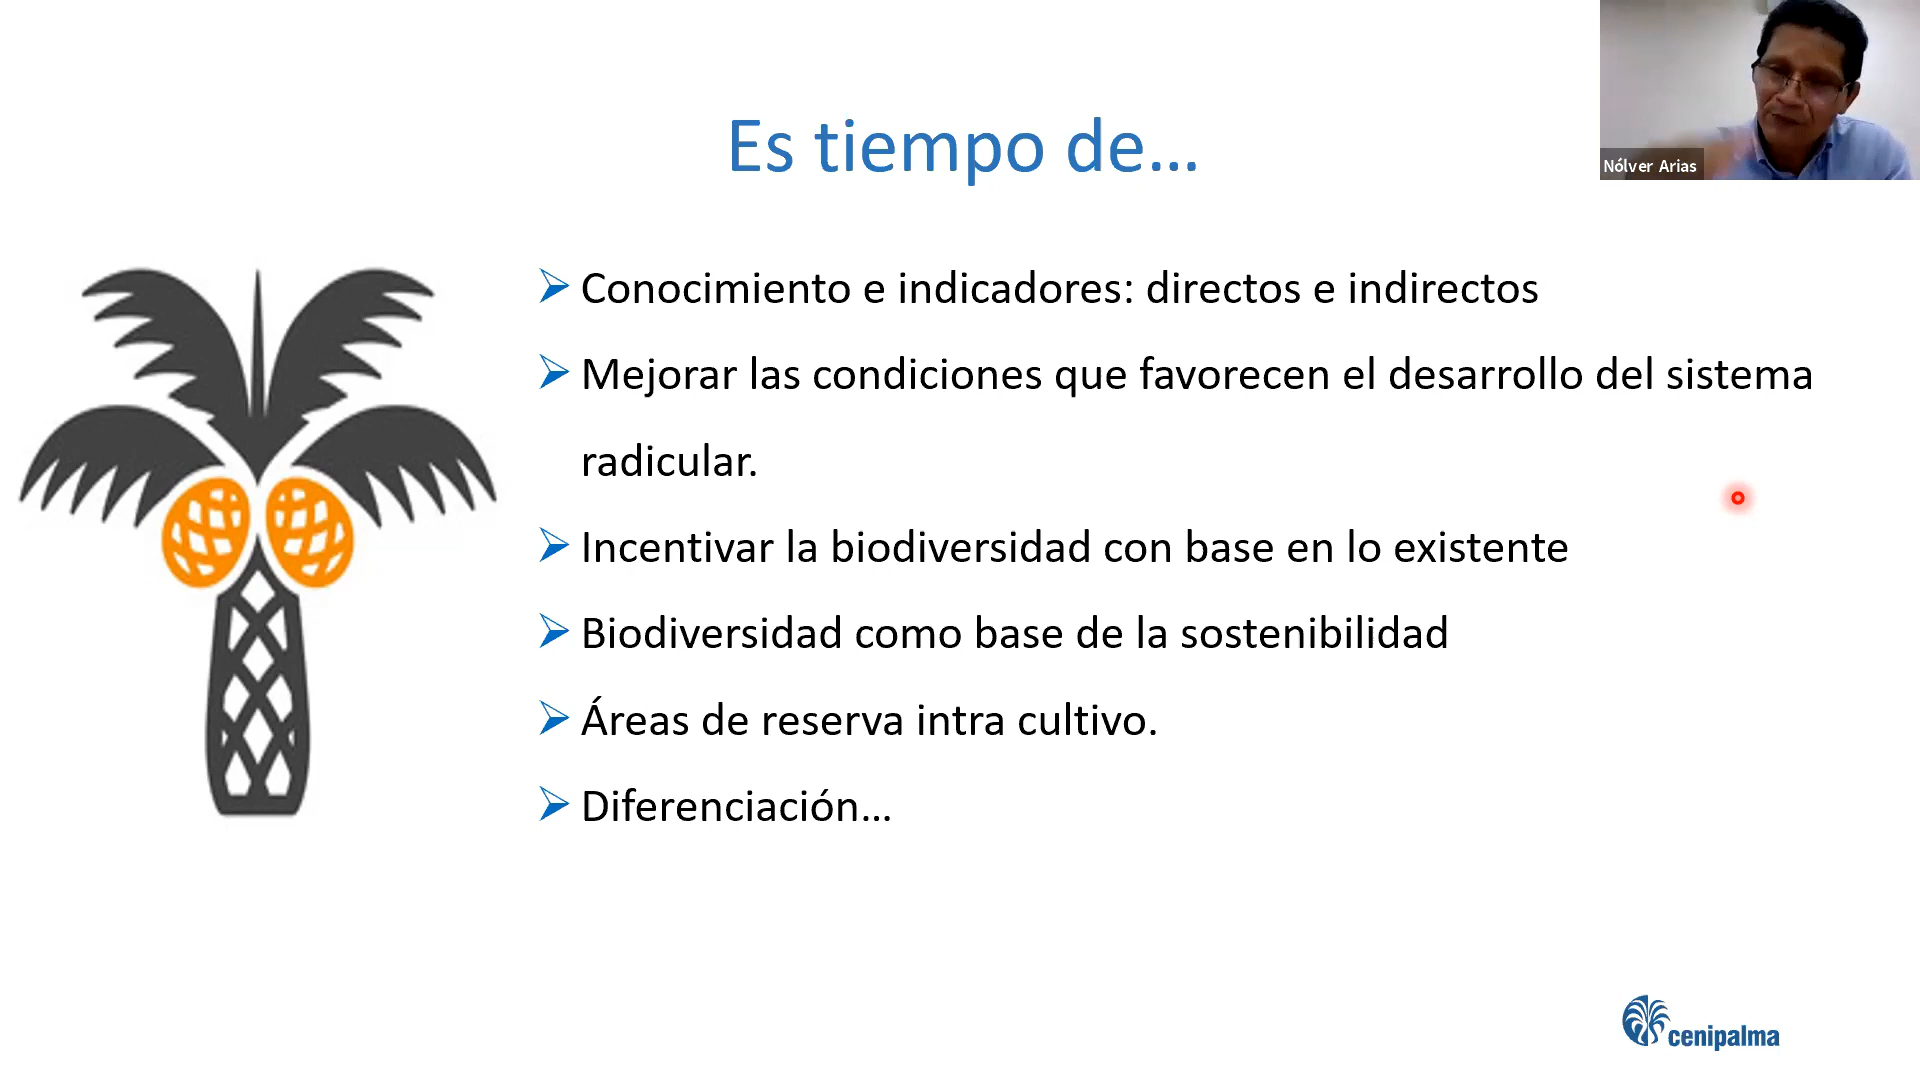 Es tiempo de...
Nólver Arias
➢ Conocimiento e indicadores: directos e indirectos
➢ Mejorar las condiciones que favorecen el desarrollo del sistema
radicular.
➢ Incentivar la biodiversidad con base en lo existente
➢ Biodiversidad como base de la sostenibilidad
➢ Áreas de reserva intra cultivo.
➢ Diferenciación...
cenipalma